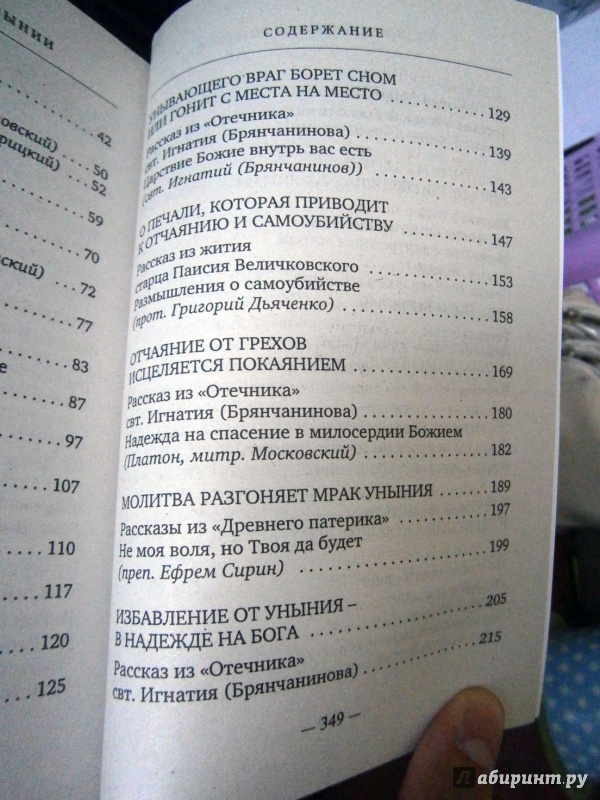 ЫНИИ
42
овский)
50
рицкий)
52
59
70
вский)
72
77
83
е
87
97
107
110
117
120
125
СОДЕРЖАНИЕ
УНЫВАЮЩЕГО ВРАГ БОРЕТ СНОМ
ИЛИ ГОНИТ С МЕСТА НА МЕСТО . . . . . . . . . . 129
Рассказ из «Отечника»
свт. Игнатия (Брянчанинова) . . . . . . . . . . . . . . 139
Царствие Божие внутрь вас есть
(свт. Игнатий (Брянчанинов)) . . . . . . . . . . . . . 143
О ПЕЧАЛИ, КОТОРАЯ ПРИВОДИТ
К ОТЧАЯНИЮ И САМОУБИЙСТВУ . . . . . . . . . 147
Рассказ из жития
старца Паисия Величковского . . . . . . . . . . . . . 153
Размышления о самоубийстве
(прот. Григорий Дьяченко) . . . . . . . . . . . . . . . . 158
ОТЧАЯНИЕ ОТ ГРЕХОВ
ИСЦЕЛЯЕТСЯ ПОКАЯНИЕМ . . . . . . . . . . . . . . 169
Рассказ из «Отечника»
свт. Игнатия (Брянчанинова) . . . . . . . . . . . . . . 180
Надежда на спасение в милосердии Божием
(Платон, митр. Московский) . . . . . . . . . . . . . . 182
МОЛИТВА РАЗГОНЯЕТ МРАК УНЫНИЯ . . . . . . 189
Рассказы из «Древнего патерика» . . . . . . . . . . 197
Не моя воля, но Твоя да будет
(преп. Ефрем Сирин) . . . . . . . . . . . . . . . . . . . . 199
ИЗБАВЛЕНИЕ ОТ УНЫНИЯ –
В НАДЕЖДЕ НА БОГА . . . . . . . . . . . . . . . . . . . 205
Рассказ из «Отечника»
свт. Игнатия (Брянчанинова) . . . . . . . . . . . . . . 215
— 349 —
абиринт.ру